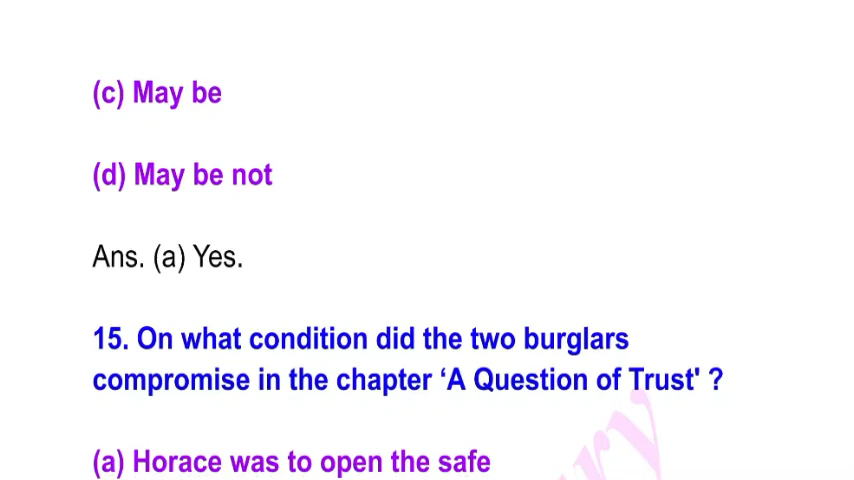 (c) May be
(d) May be not
Ans. (a) Yes.
15. On what condition did the two burglars
compromise in the chapter ‘A Question of Trust' ?
(a) Horace was to open the safe